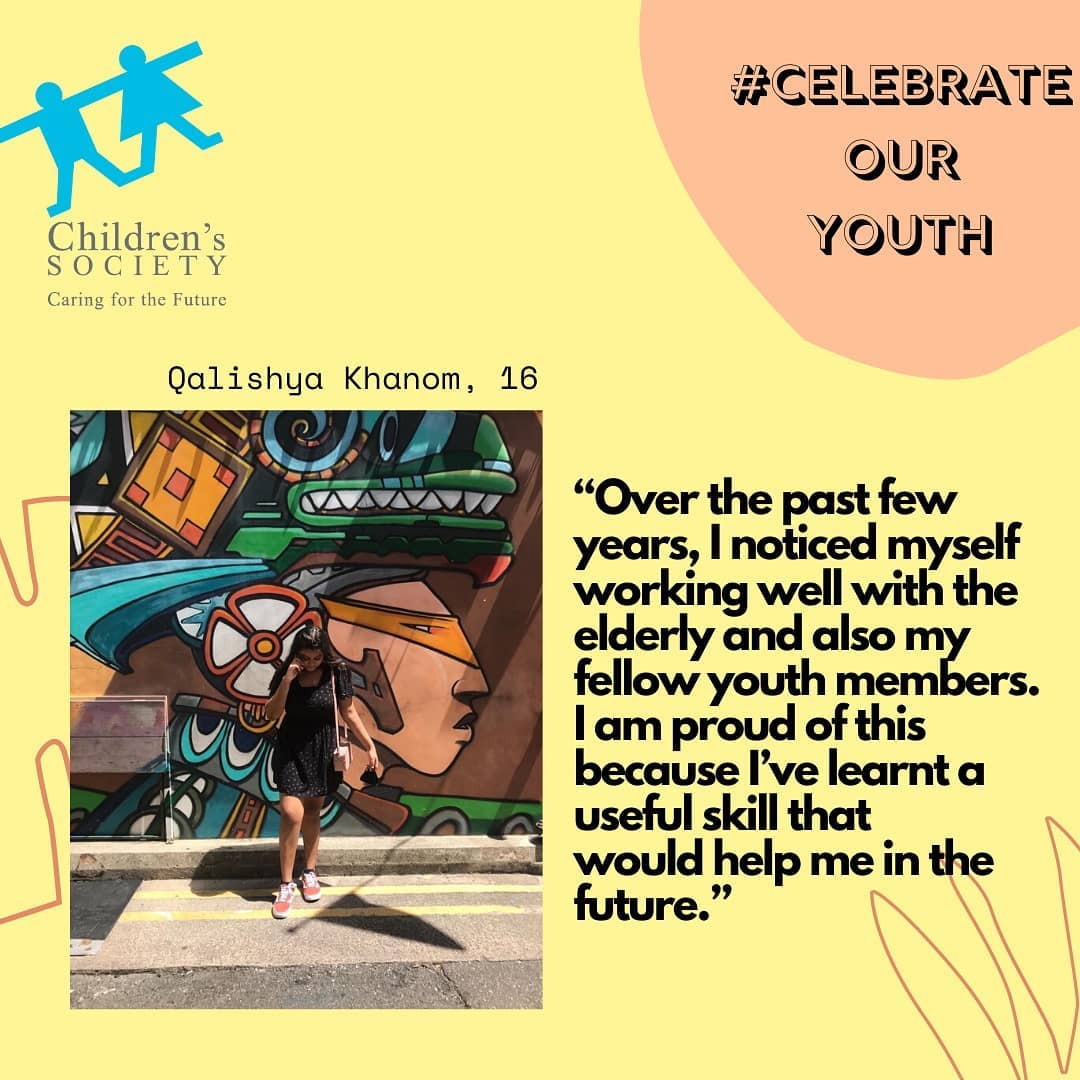 #CELEBRATE
OUR
YOUTH
Children's
SOCIETY
Caring for the Future
Qalishya Khanom, 16
“Over the past few
years, I noticed myself
working well with the
elderly and also my
fellow youth members.
I am proud of this
because I’ve learnt a
useful skill that
would help me in the
future.”